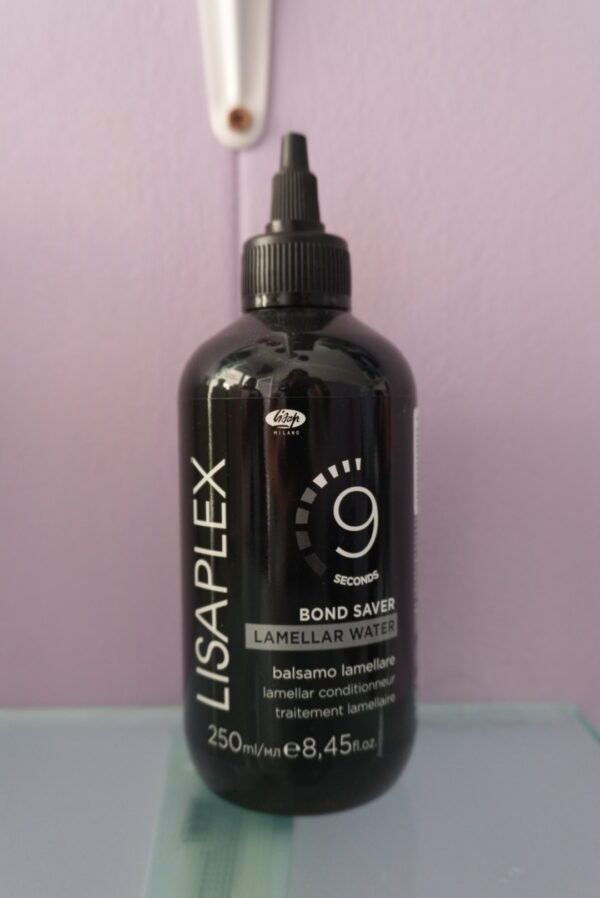 lisap
MILANO
LISAPLEX
9
SECONDS
BOND SAVER
LAMELLAR WATER
balsamo lamellare
lamellar conditionneur
traitement lamellaire
250ml/мл ℮ 8,45fl.oz.